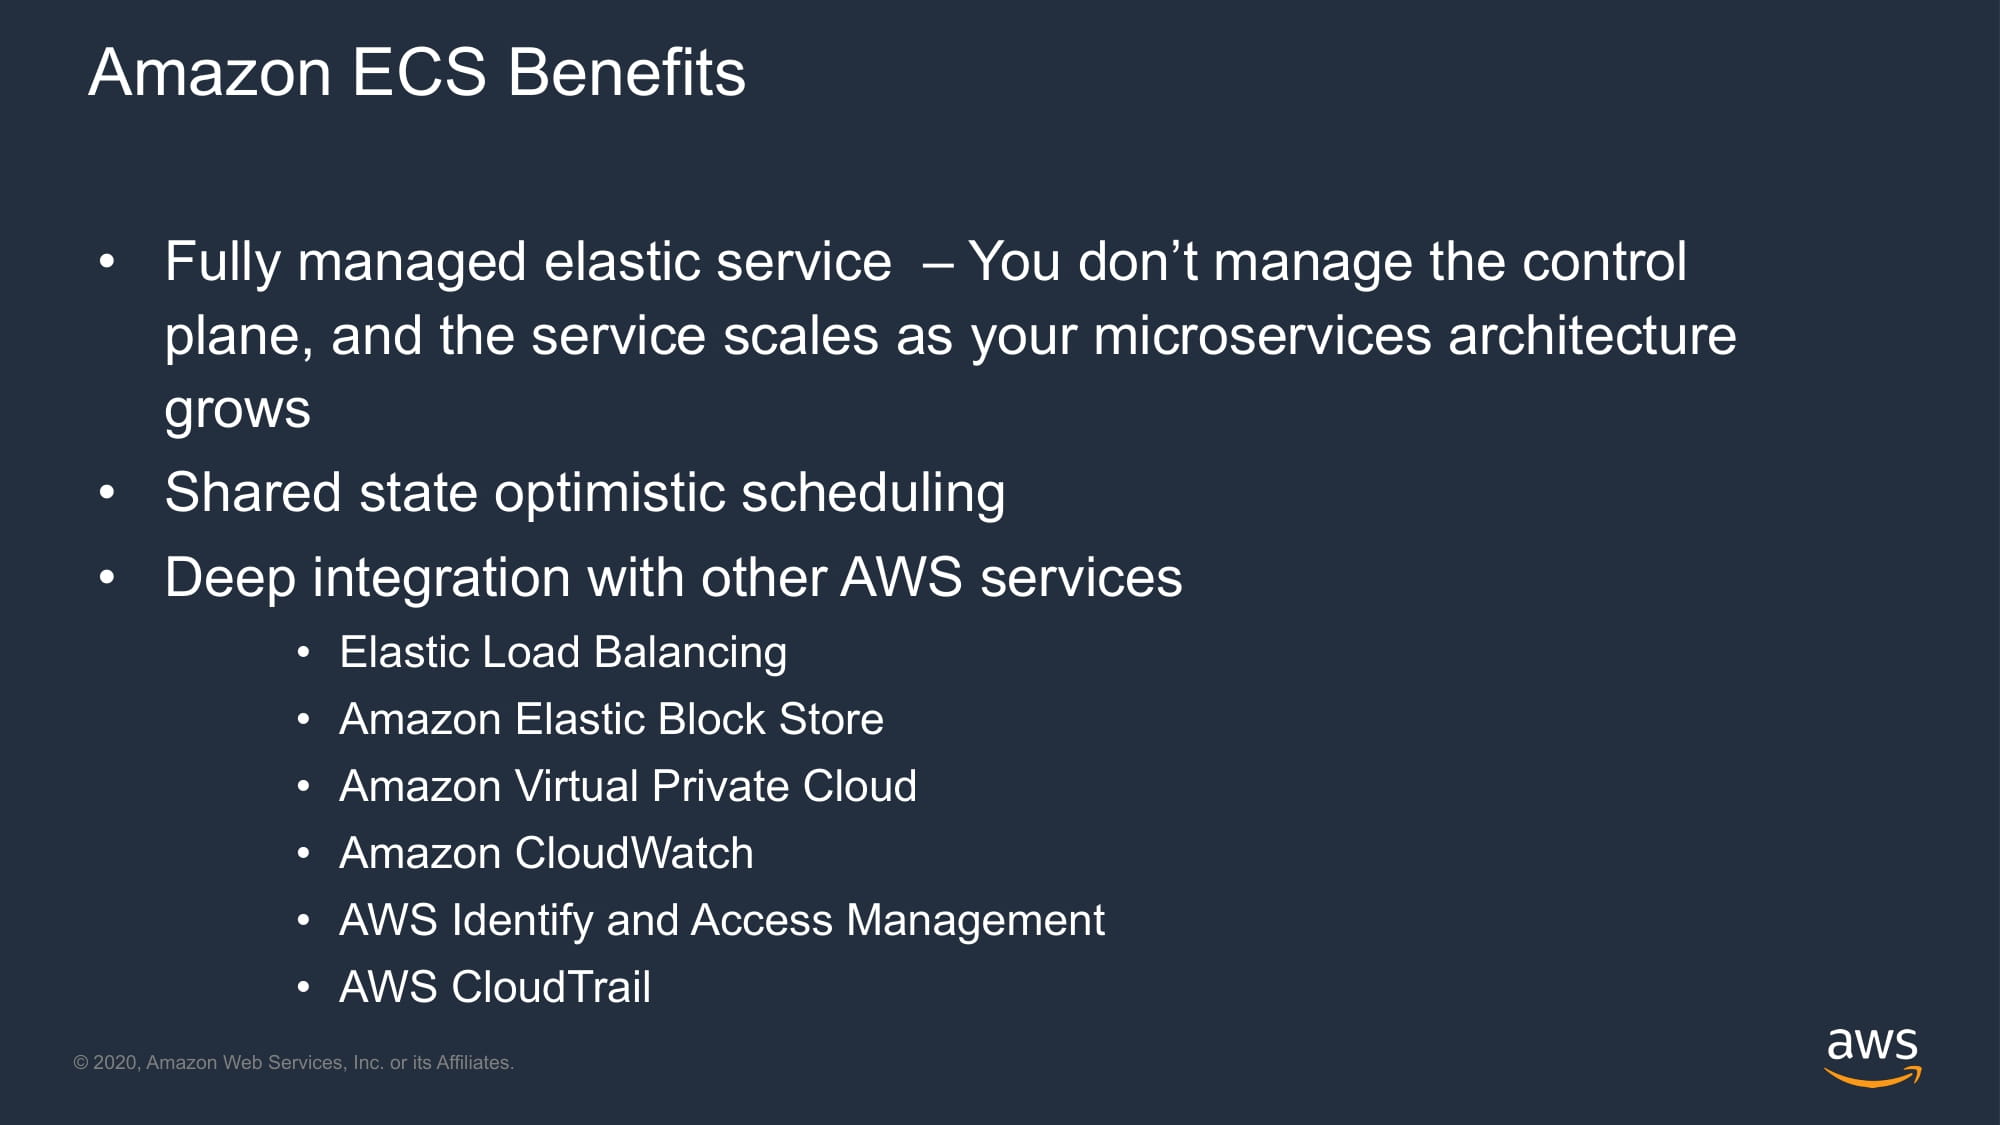 Amazon ECS Benefits
• Fully managed elastic service  – You don’t manage the control
plane, and the service scales as your microservices architecture
grows
• Shared state optimistic scheduling
• Deep integration with other AWS services
• Elastic Load Balancing
• Amazon Elastic Block Store
• Amazon Virtual Private Cloud
• Amazon CloudWatch
• AWS Identify and Access Management
• AWS CloudTrail
© 2020, Amazon Web Services, Inc. or its Affiliates.
aws